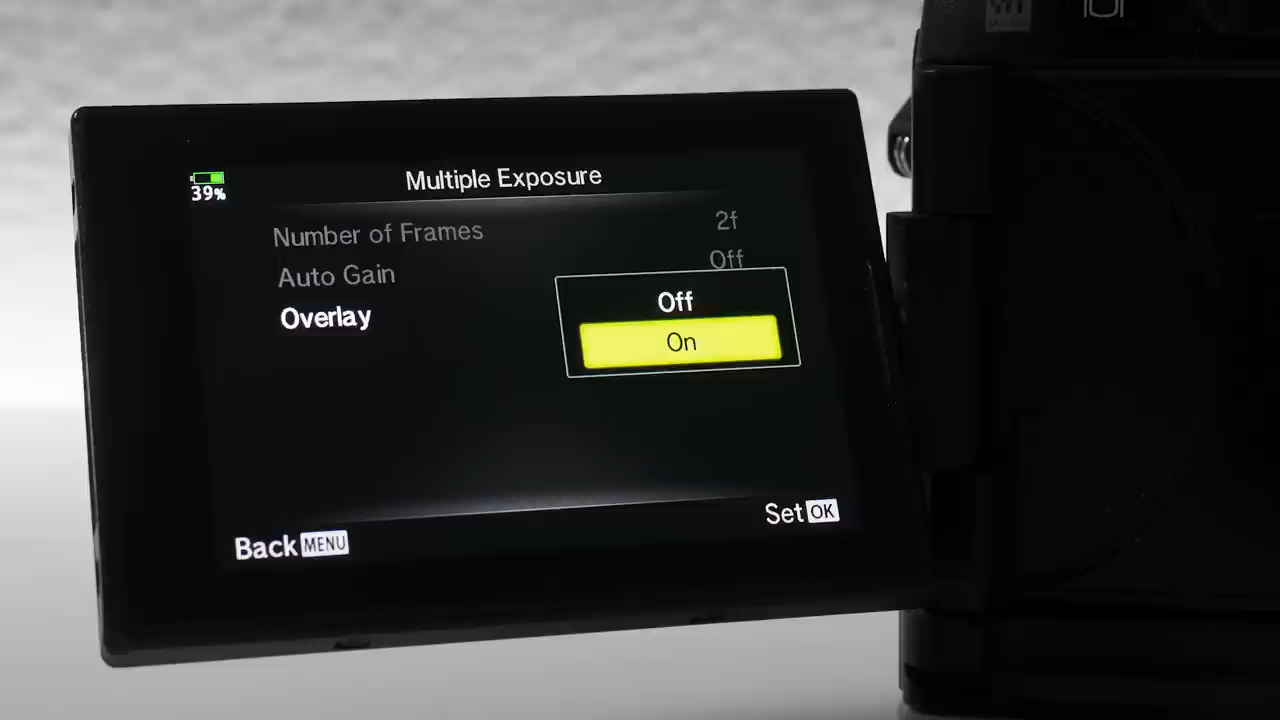 39%
Multiple Exposure
Number of Frames 2f
Auto Gain Off
Overlay
Off
On
Back MENU
Set OK